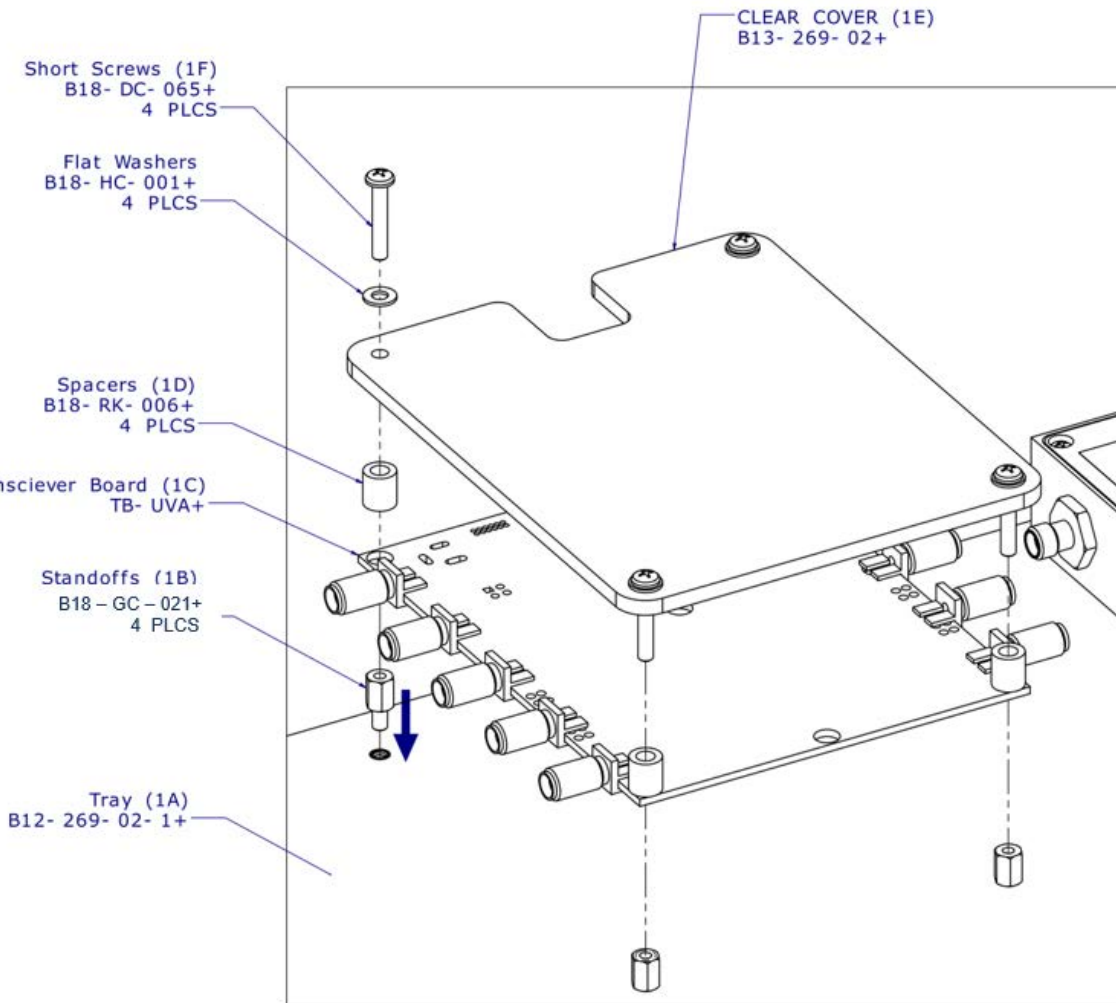 CLEAR COVER (1E)
B13- 269- 02+
Short Screws (1F)
B18- DC- 065+
4 PLCS
Flat Washers
B18- HC- 001+
4 PLCS
Spacers (1D)
B18- RK- 006+
4 PLCS
nsciever Board (1C)
TB- UVA+
Standoffs (1B)
B18 – GC – 021+
4 PLCS
Tray (1A)
B12- 269- 02- 1+